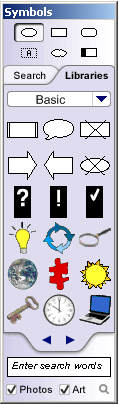 Symbols
A
Search Libraries
Basic
? ! ✓
Enter search words
Photos Art